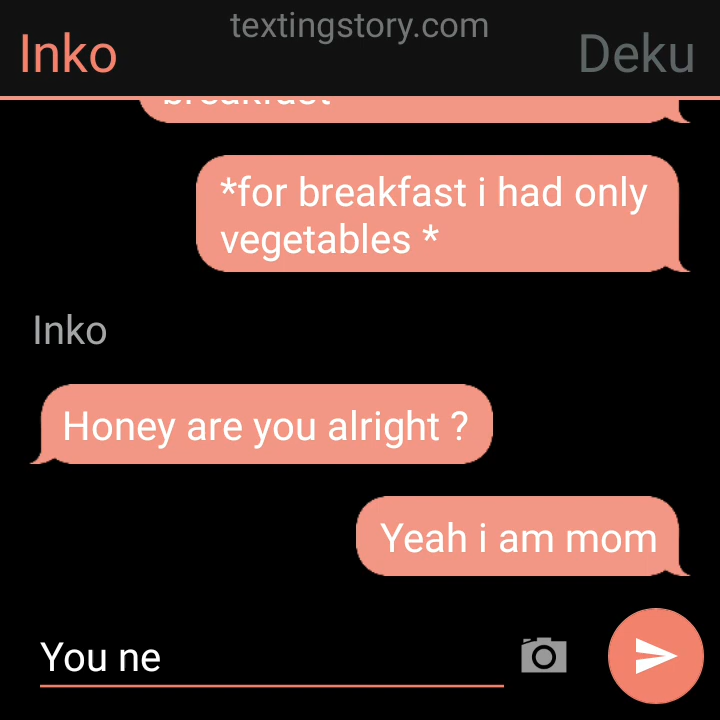 textingstory.com
Inko
Deku
breakfast
*for breakfast i had only
vegetables *
Inko
Honey are you alright ?
Yeah i am mom
You ne